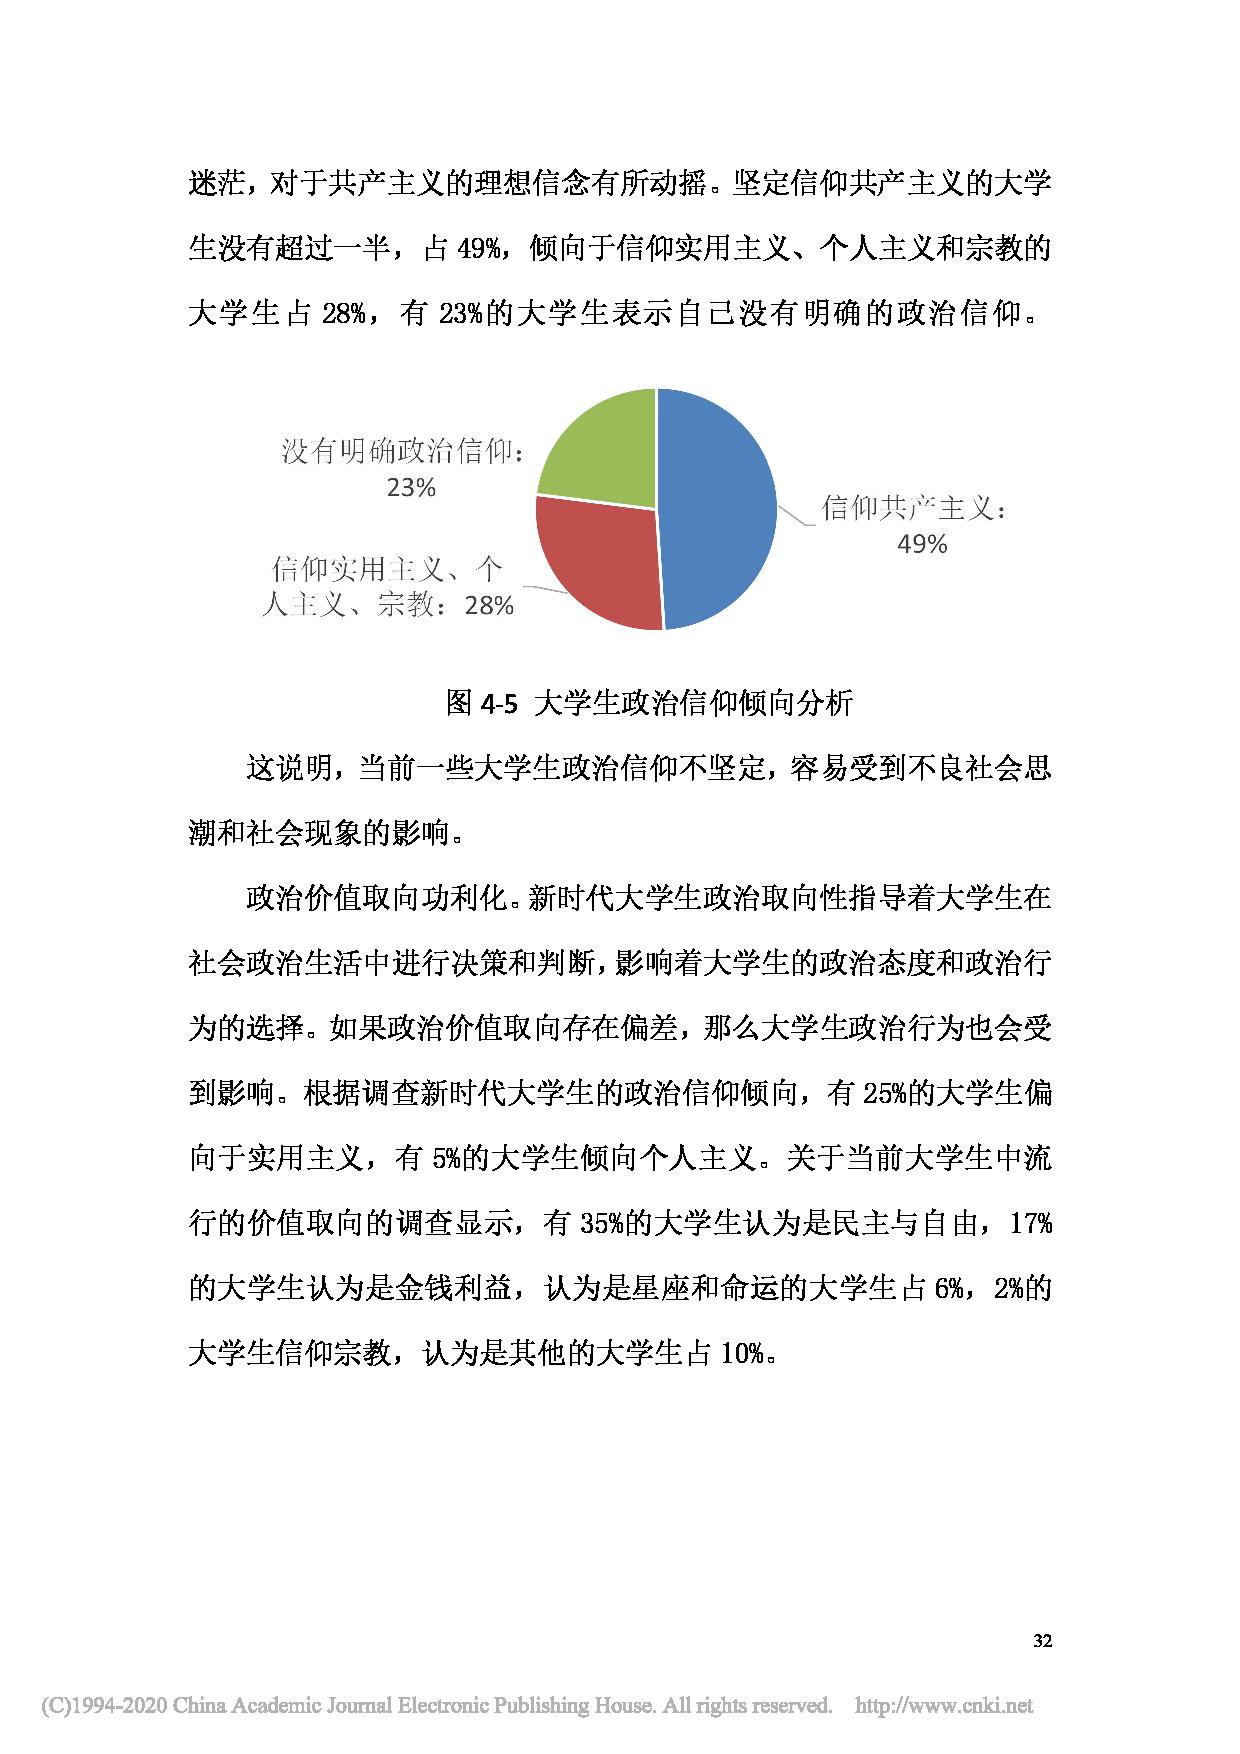 迷茫，对于共产主义的理想信念有所动摇。坚定信仰共产主义的大学
生没有超过一半，占 49%，倾向于信仰实用主义、个人主义和宗教的
大学生占 28%，有 23%的大学生表示自己没有明确的政治信仰。
没有明确政治信仰：
23%
信仰共产主义：
49%
信仰实用主义、个
人主义、宗教：28%
图 4-5 大学生政治信仰倾向分析
这说明，当前一些大学生政治信仰不坚定，容易受到不良社会思
潮和社会现象的影响。
政治价值取向功利化。新时代大学生政治取向性指导着大学生在
社会政治生活中进行决策和判断，影响着大学生的政治态度和政治行
为的选择。如果政治价值取向存在偏差，那么大学生政治行为也会受
到影响。根据调查新时代大学生的政治信仰倾向，有 25%的大学生偏
向于实用主义，有 5%的大学生倾向个人主义。关于当前大学生中流
行的价值取向的调查显示，有 35%的大学生认为是民主与自由，17%
的大学生认为是金钱利益，认为是星座和命运的大学生占 6%，2%的
大学生信仰宗教，认为是其他的大学生占 10%。
32
(C)1994-2020 China Academic Journal Electronic Publishing House. All rights reserved. http://www.cnki.net